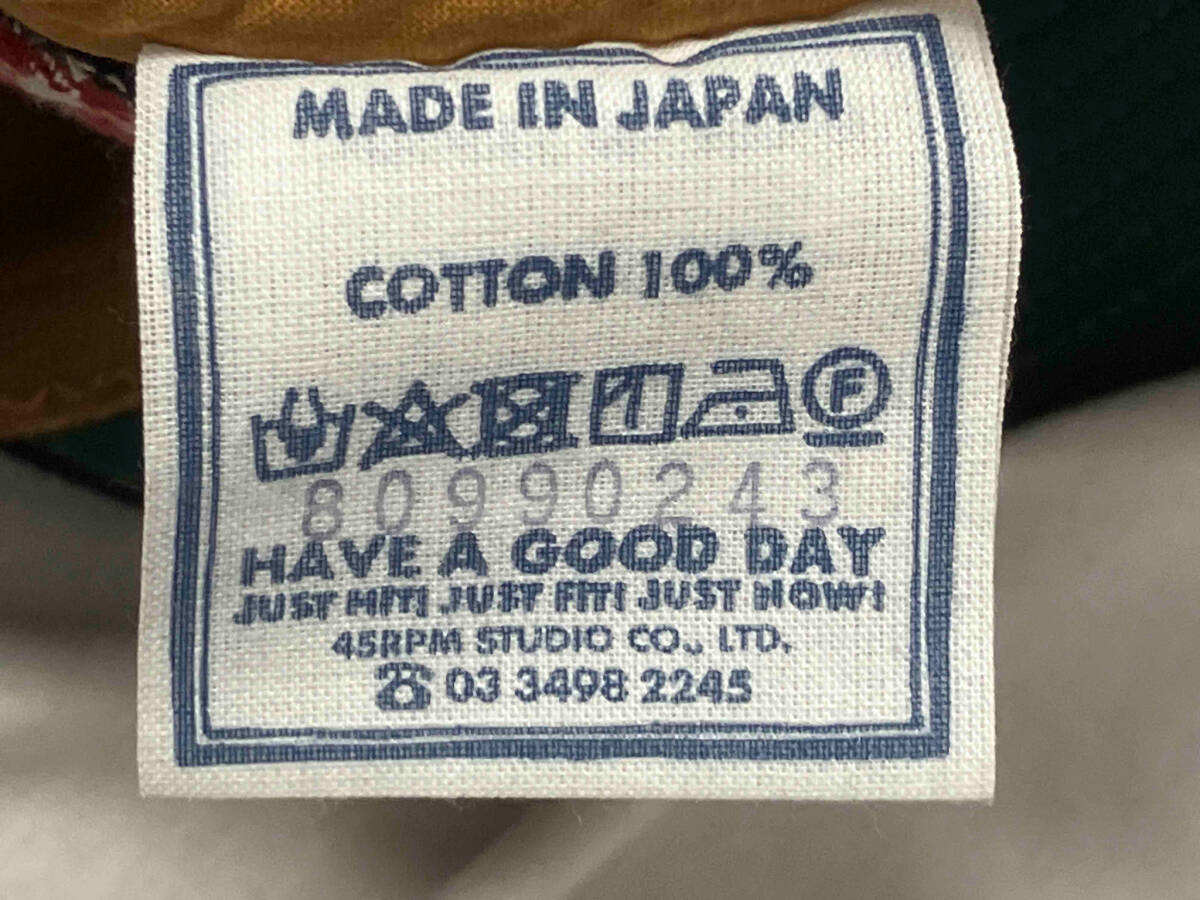 MADE IN JAPAN
COTTON 100%
F
80990243
HAVE A GOOD DAY
JUST HIT! JUST FIT! JUST NOW!
45RPM STUDIO CO., LTD.
☎ 03 3498 2245